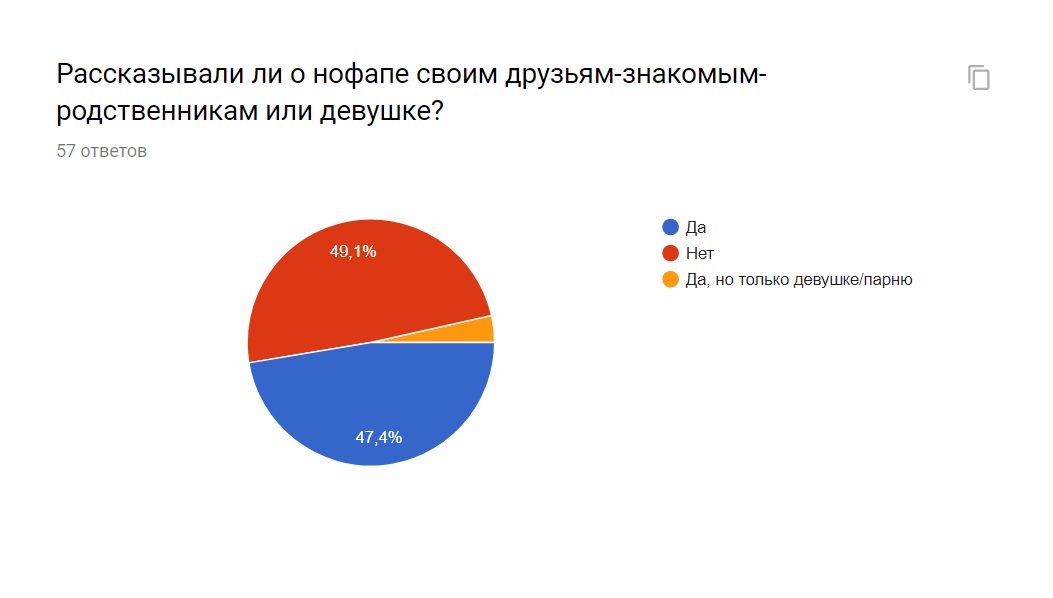 Рассказывали ли о нофапе своим друзьям-знакомым-
родственникам или девушке?
57 ответов
49,1%
47,4%
Да
Нет
Да, но только девушке/парню